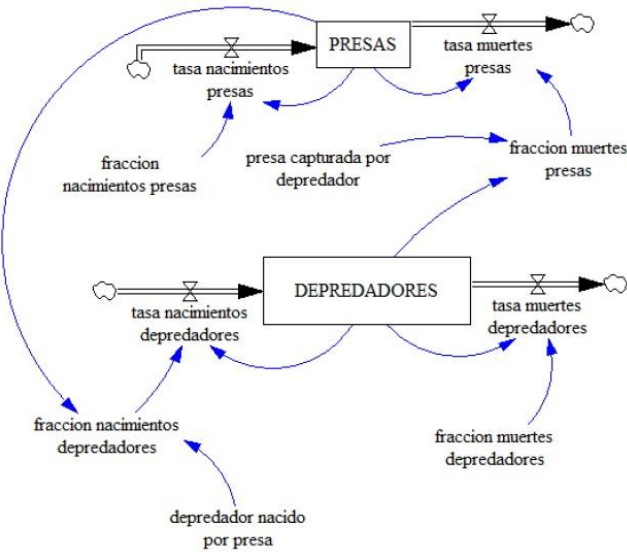 PRESAS
tasa nacimientos
presas
tasa muertes
presas
fraccion
nacimientos presas
presa capturada por
depredador
fraccion muertes
presas
DEPREDADORES
tasa nacimientos
depredadores
tasa muertes
depredadores
fraccion nacimientos
depredadores
fraccion muertes
depredadores
depredador nacido
por presa